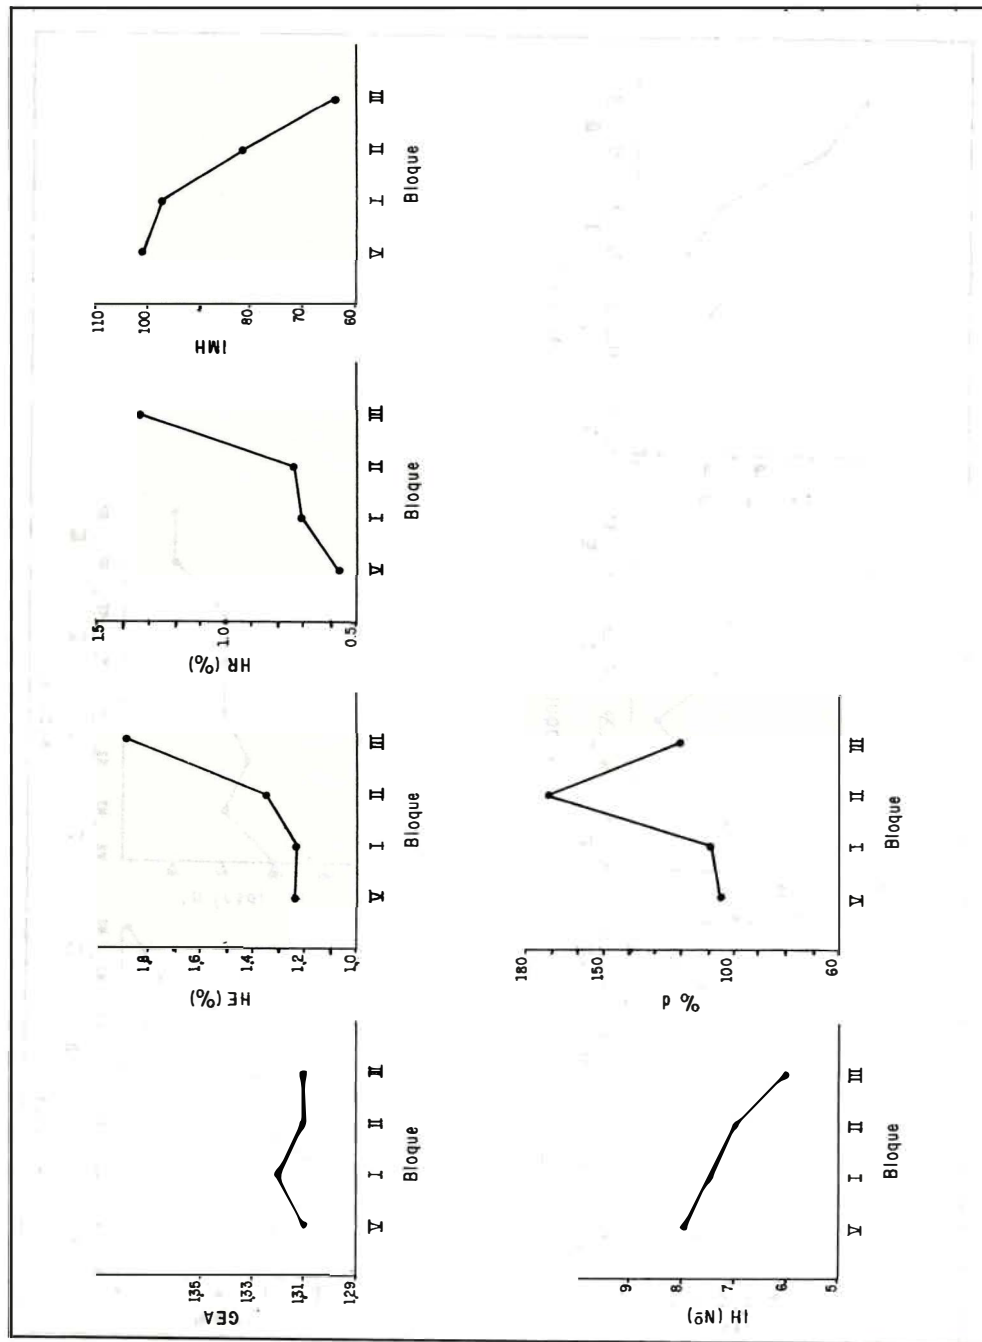 GEA
1,35
1,33
1,31
1,29
IV I II III
Bloque
HE (%)
1,8
1,6
1,4
1,2
1,0
IV I II III
Bloque
HR (%)
1.5
1.0
0.5
IV I II III
Bloque
IMH
110
100
80
70
60
IV I II III
Bloque
IH (Nº)
9
8
7
6
5
IV I II III
Bloque
% d
180
150
100
60
IV I II III
Bloque